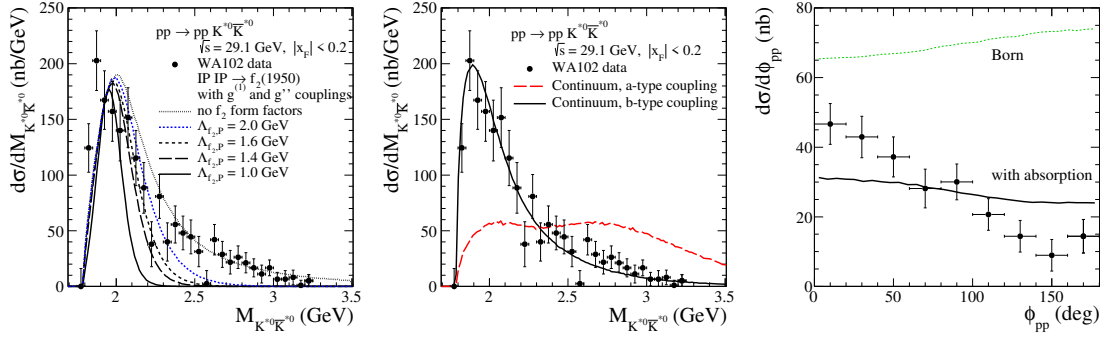 dσ/dM_{K*0K̅*0} (nb/GeV)
250
200
150
100
50
0
pp → pp K*0K̅*0
√s = 29.1 GeV, |x_F| < 0.2
WA102 data
IP IP → f₂(1950)
with g⁽¹⁾ and g'' couplings
no f₂ form factors
Λ_{f₂,P} = 2.0 GeV
Λ_{f₂,P} = 1.6 GeV
Λ_{f₂,P} = 1.4 GeV
Λ_{f₂,P} = 1.0 GeV
2 2.5 3 3.5
M_{K*0K̅*0} (GeV)
dσ/dM_{K*0K̅*0} (nb/GeV)
250
200
150
100
50
0
pp → pp K*0K̅*0
√s = 29.1 GeV, |x_F| < 0.2
WA102 data
Continuum, a-type coupling
Continuum, b-type coupling
2 2.5 3 3.5
M_{K*0K̅*0} (GeV)
dσ/dϕ_pp (nb)
80
60
40
20
0
Born
with absorption
0 50 100 150
ϕ_pp (deg)